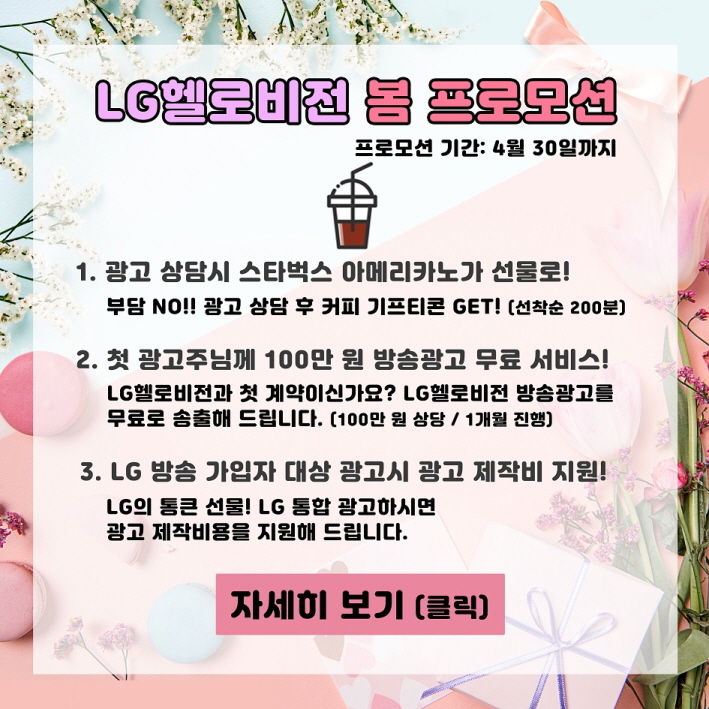 LG헬로비전 봄 프로모션
프로모션 기간: 4월 30일까지
1. 광고 상담시 스타벅스 아메리카노가 선물로!
부담 NO!! 광고 상담 후 커피 기프티콘 GET! (선착순 200분)
2. 첫 광고주님께 100만 원 방송광고 무료 서비스!
LG헬로비전과 첫 계약이신가요? LG헬로비전 방송광고를
무료로 송출해 드립니다. (100만 원 상당 / 1개월 진행)
3. LG 방송 가입자 대상 광고시 광고 제작비 지원!
LG의 통큰 선물! LG 통합 광고하시면
광고 제작비용을 지원해 드립니다.
자세히 보기 (클릭)